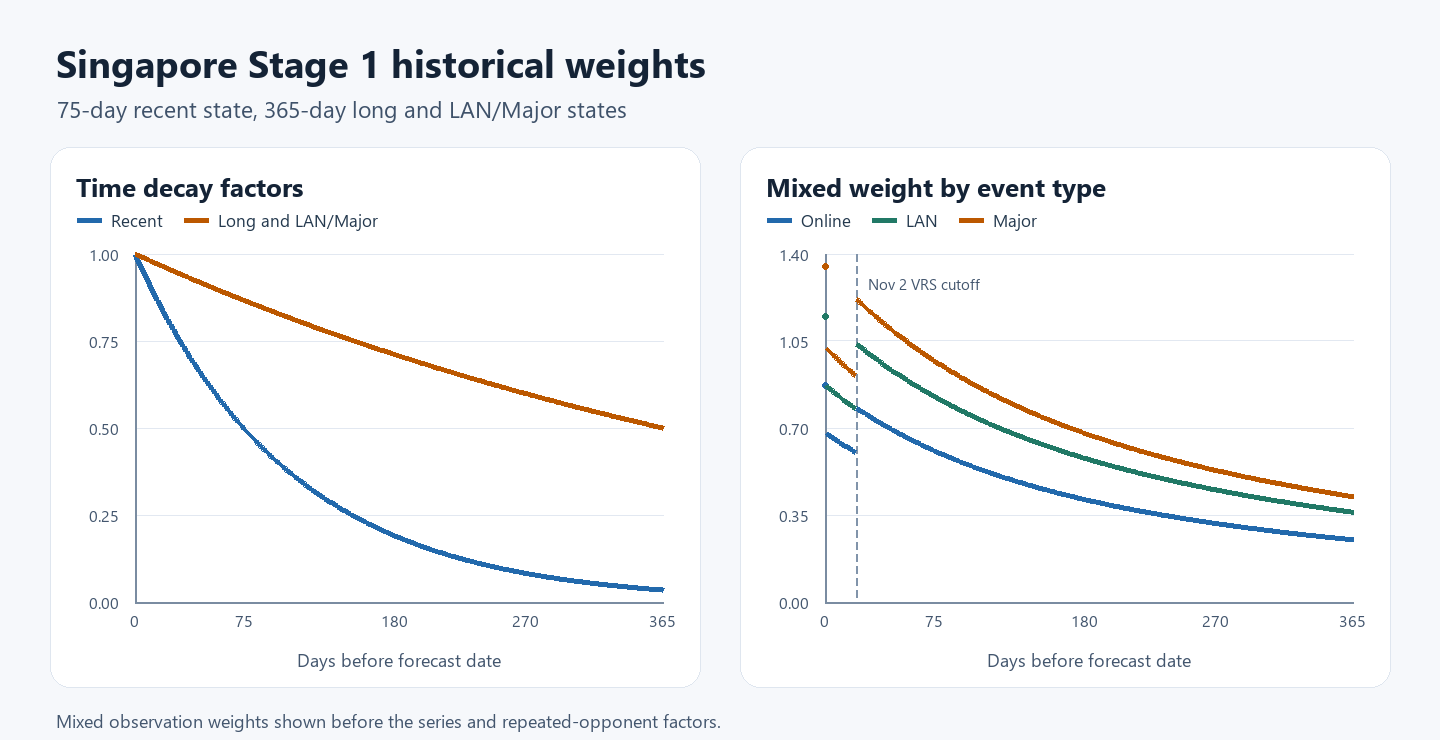 Singapore Stage 1 historical weights
75-day recent state, 365-day long and LAN/Major states
Time decay factors
Recent Long and LAN/Major
1.00
0.75
0.50
0.25
0.00
0 75 180 270 365
Days before forecast date
Mixed weight by event type
Online LAN Major
1.40
Nov 2 VRS cutoff
1.05
0.70
0.35
0.00
0 75 180 270 365
Days before forecast date
Mixed observation weights shown before the series and repeated-opponent factors.